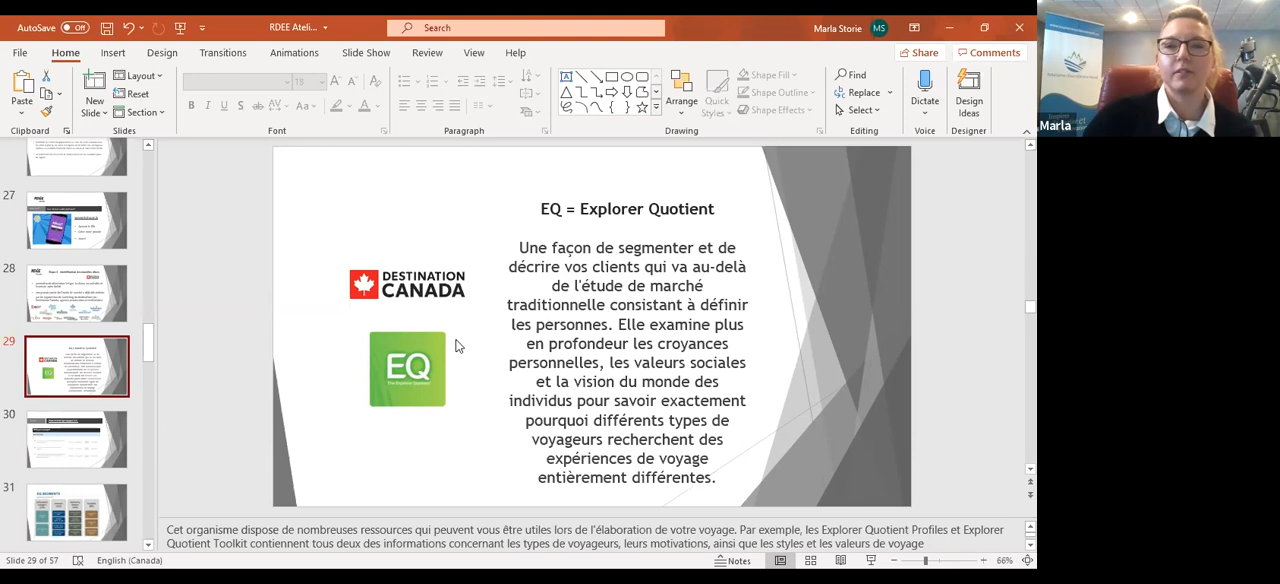 AutoSave Off
RDEE Ateli...
Search
Marla Storie MS
File Home Insert Design Transitions Animations Slide Show Review View Help
Share Comments
Paste
Clipboard
New
Slide
Layout
Reset
Section
Slides
18
B I U S ab AV Aa A
Font
Paragraph
Arrange
Quick
Styles
Shape Fill
Shape Outline
Shape Effects
Drawing
Find
Replace
Select
Editing
Dictate
Voice
Design
Ideas
Designer
Marla
27
28
29
30
31
EQ SEGMENTS
DESTINATION
CANADA
EQ
The Explorer Quotient
EQ = Explorer Quotient
Une façon de segmenter et de
décrire vos clients qui va au-delà
de l'étude de marché
traditionnelle consistant à définir
les personnes. Elle examine plus
en profondeur les croyances
personnelles, les valeurs sociales
et la vision du monde des
individus pour savoir exactement
pourquoi différents types de
voyageurs recherchent des
expériences de voyage
entièrement différentes.
Cet organisme dispose de nombreuses ressources qui peuvent vous être utiles lors de l'élaboration de votre voyage. Par exemple, les Explorer Quotient Profiles et Explorer
Quotient Toolkit contiennent tous deux des informations concernant les types de voyageurs, leurs motivations, ainsi que les styles et les valeurs de voyage
Slide 29 of 57 English (Canada) Notes 66%